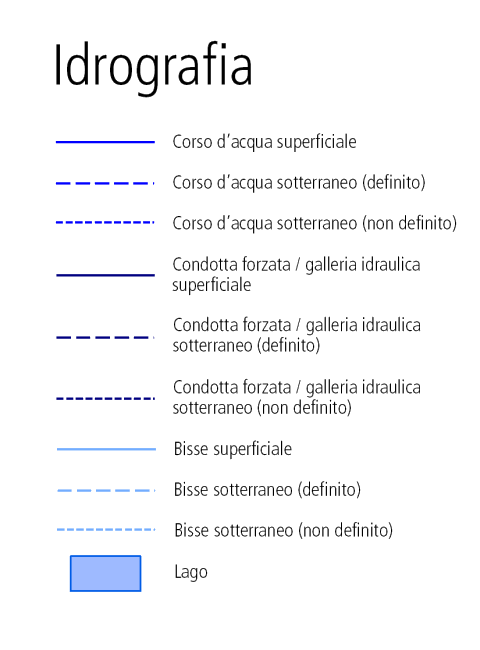 Idrografia
Corso d'acqua superficiale
Corso d'acqua sotterraneo (definito)
Corso d'acqua sotterraneo (non definito)
Condotta forzata / galleria idraulica
superficiale
Condotta forzata / galleria idraulica
sotterraneo (definito)
Condotta forzata / galleria idraulica
sotterraneo (non definito)
Bisse superficiale
Bisse sotterraneo (definito)
Bisse sotterraneo (non definito)
Lago